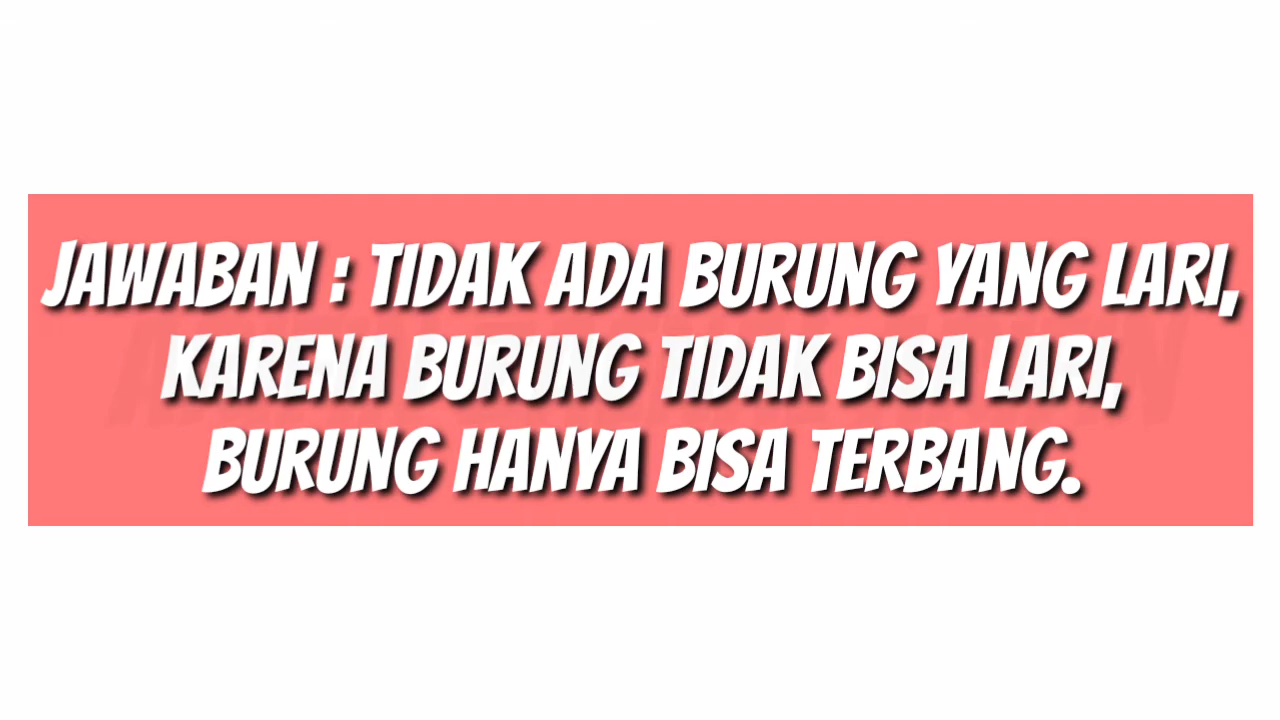 JAWABAN : TIDAK ADA BURUNG YANG LARI,
KARENA BURUNG TIDAK BISA LARI,
BURUNG HANYA BISA TERBANG.